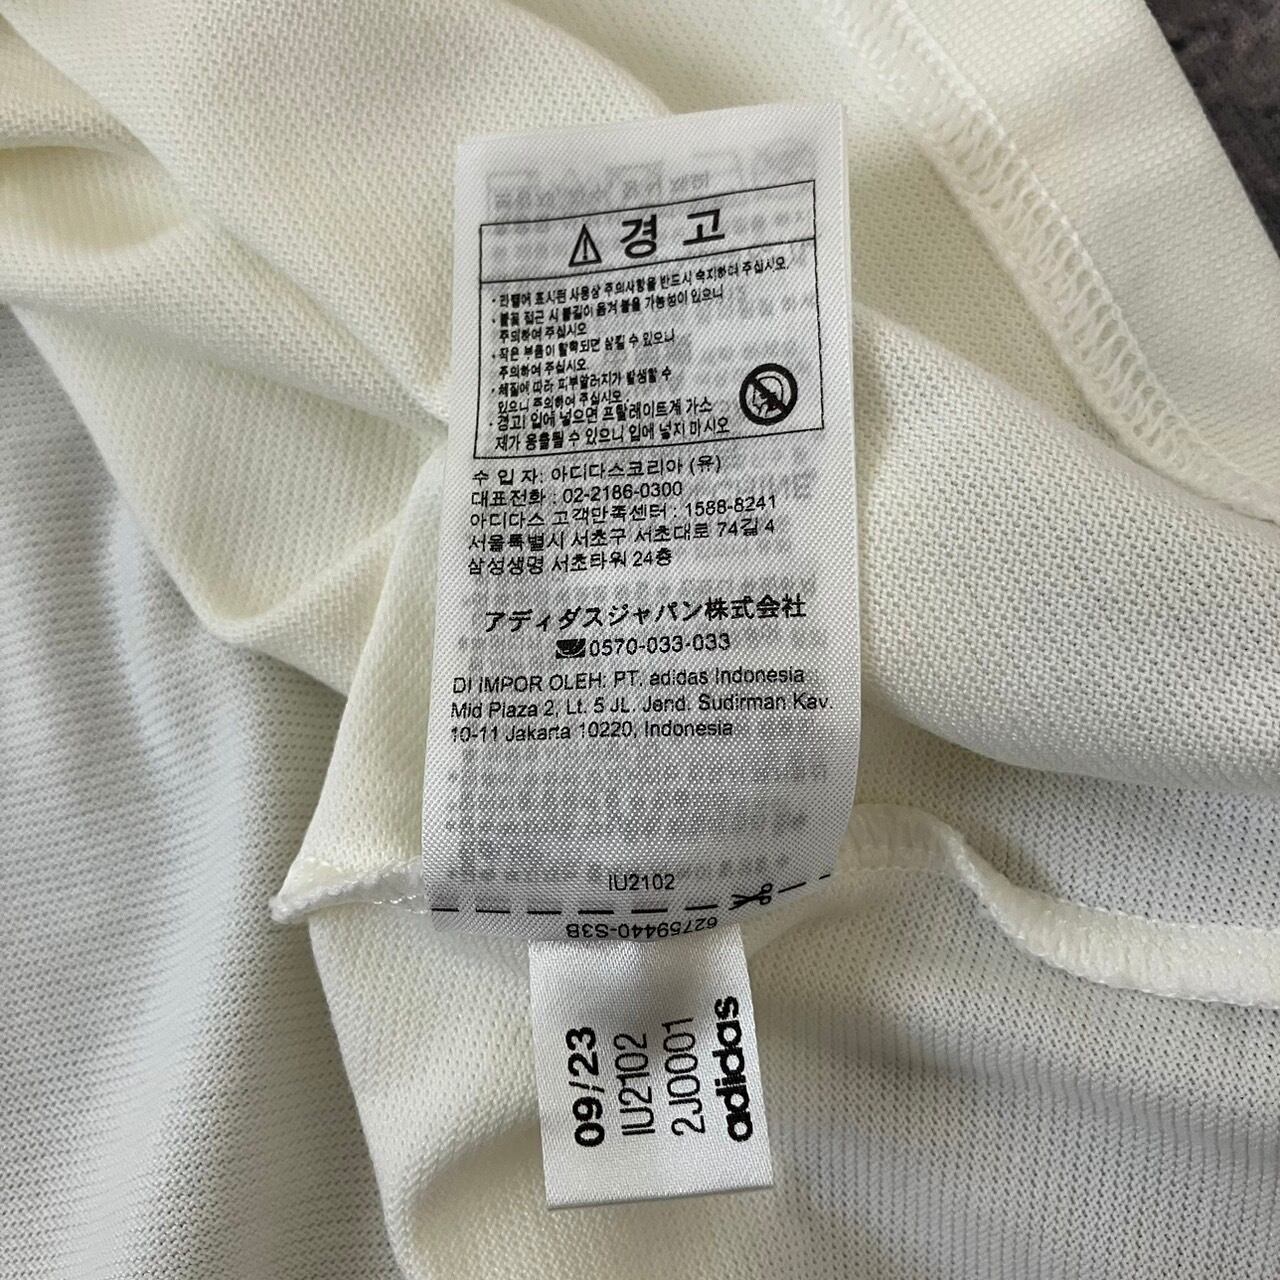 ⚠ 경 고
· 라벨에 표시된 사용상 주의사항을 반드시 숙지하여 주십시오.
· 불꽃 접근 시 불길이 옮겨 붙을 가능성이 있으니
주의하여 주십시오
· 작은 부품이 탈락되면 삼킬 수 있으니
주의하여 주십시오.
· 체질에 따라 피부알러지가 발생할 수
있으니 주의하여 주십시오.
· 경고! 입에 넣으면 프탈레이트계 가소
제가 용출될 수 있으니 입에 넣지 마시오
수 입 자: 아디다스코리아 (유)
대표전화 : 02-2186-0300
아디다스 고객만족센터 : 1588-8241
서울특별시 서초구 서초대로 74길 4
삼성생명 서초타워 24층
アディダスジャパン株式会社
0570-033-033
DI IMPOR OLEH: PT. adidas Indonesia
Mid Plaza 2, Lt. 5 JL. Jend. Sudirman Kav.
10-11 Jakarta 10220, Indonesia
IU2102
62759440-S3B
09/23
IU2102
2J0001
adidas